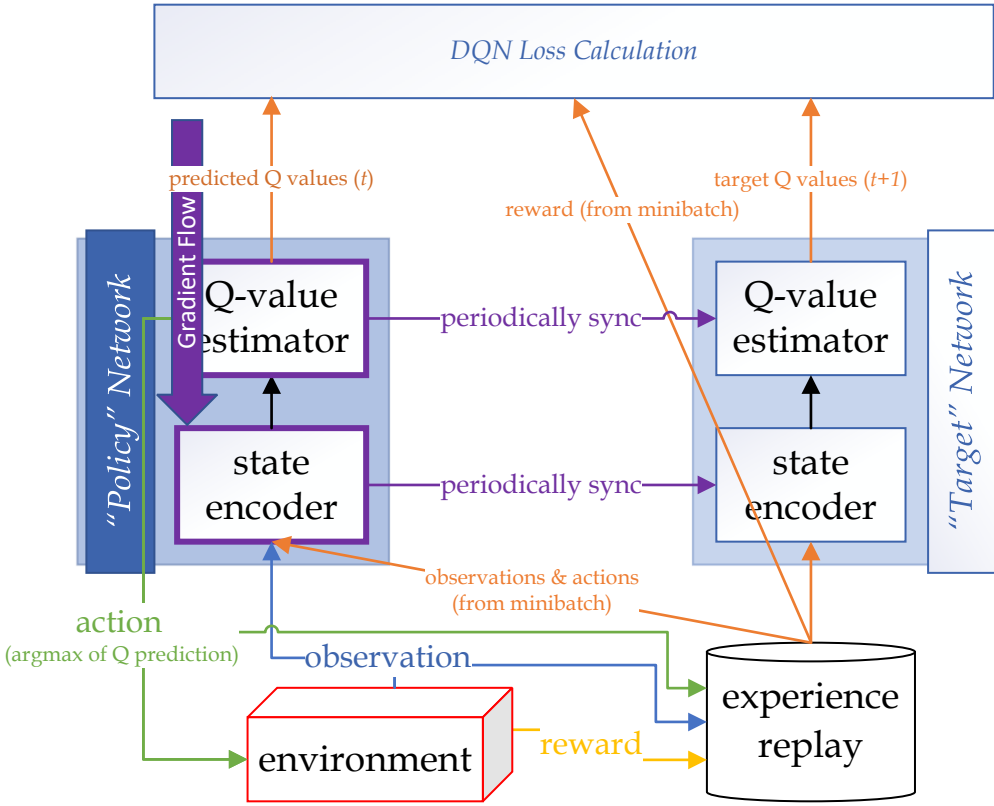 DQN Loss Calculation
predicted Q values (t)
target Q values (t+1)
reward (from minibatch)
Gradient Flow
"Policy" Network
Q-value
estimator
periodically sync
Q-value
estimator
"Target" Network
state
encoder
periodically sync
state
encoder
observations & actions
(from minibatch)
action
(argmax of Q prediction)
observation
experience
replay
reward
environment